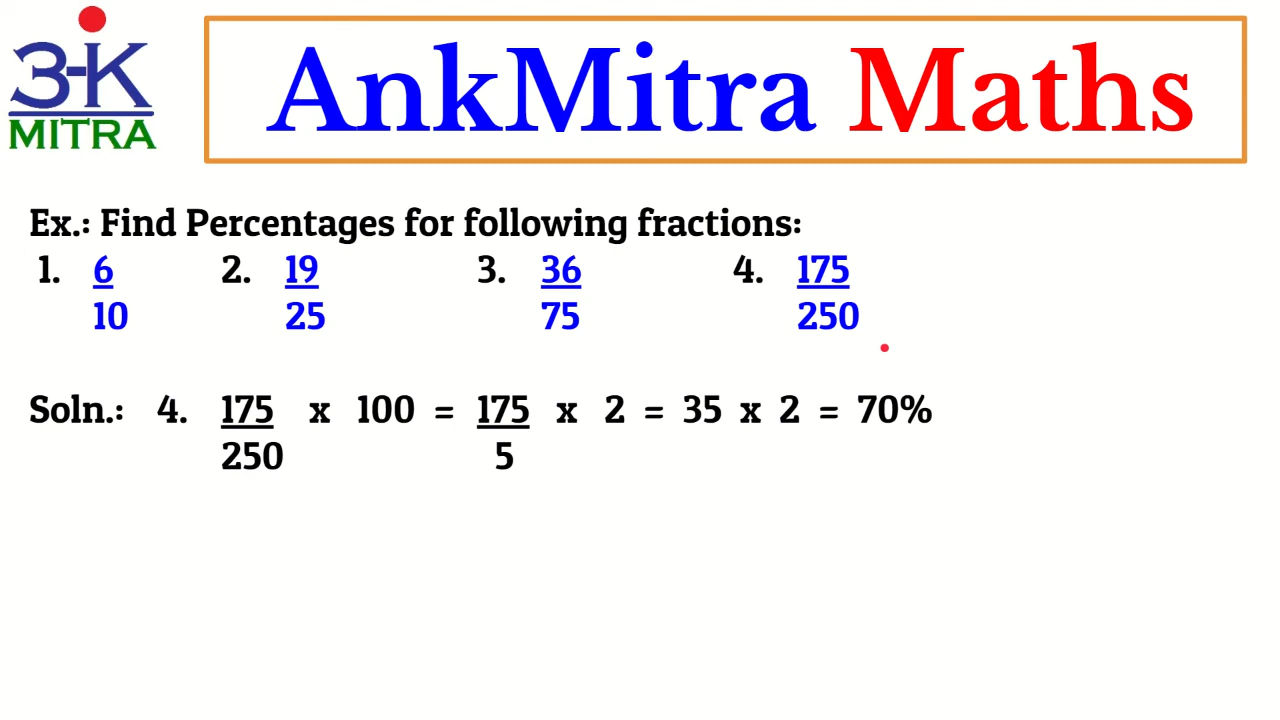 3-K
MITRA
AnkMitra Maths
Ex.: Find Percentages for following fractions:
1. 6 2. 19 3. 36 4. 175
10 25 75 250
Soln.: 4. 175 x 100 = 175 x 2 = 35 x 2 = 70%
250 5